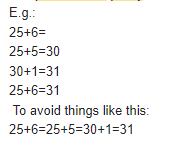 E.g.:
25+6=
25+5=30
30+1=31
25+6=31
To avoid things like this:
25+6=25+5=30+1=31